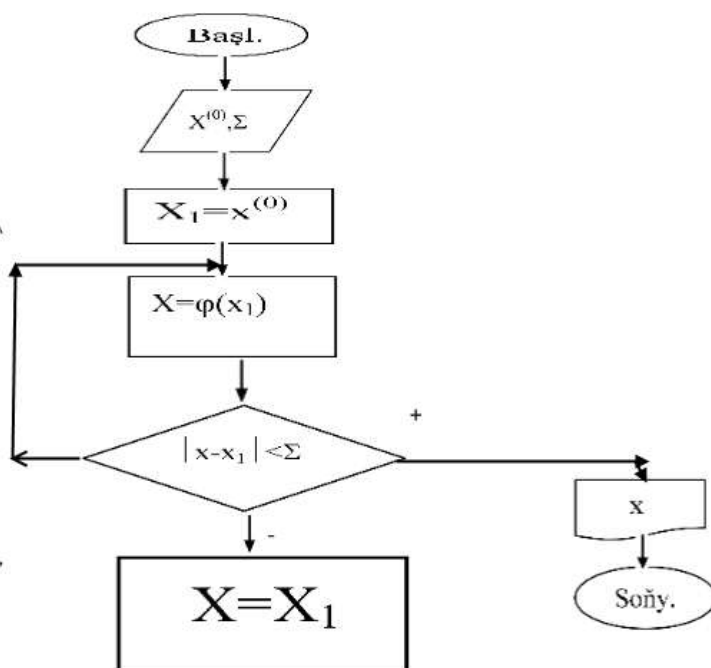 Başl.
X⁽⁰⁾,Σ
X₁=x⁽⁰⁾
X=φ(x₁)
|x-x₁|<Σ
+
x
-
X=X₁
Soňy.